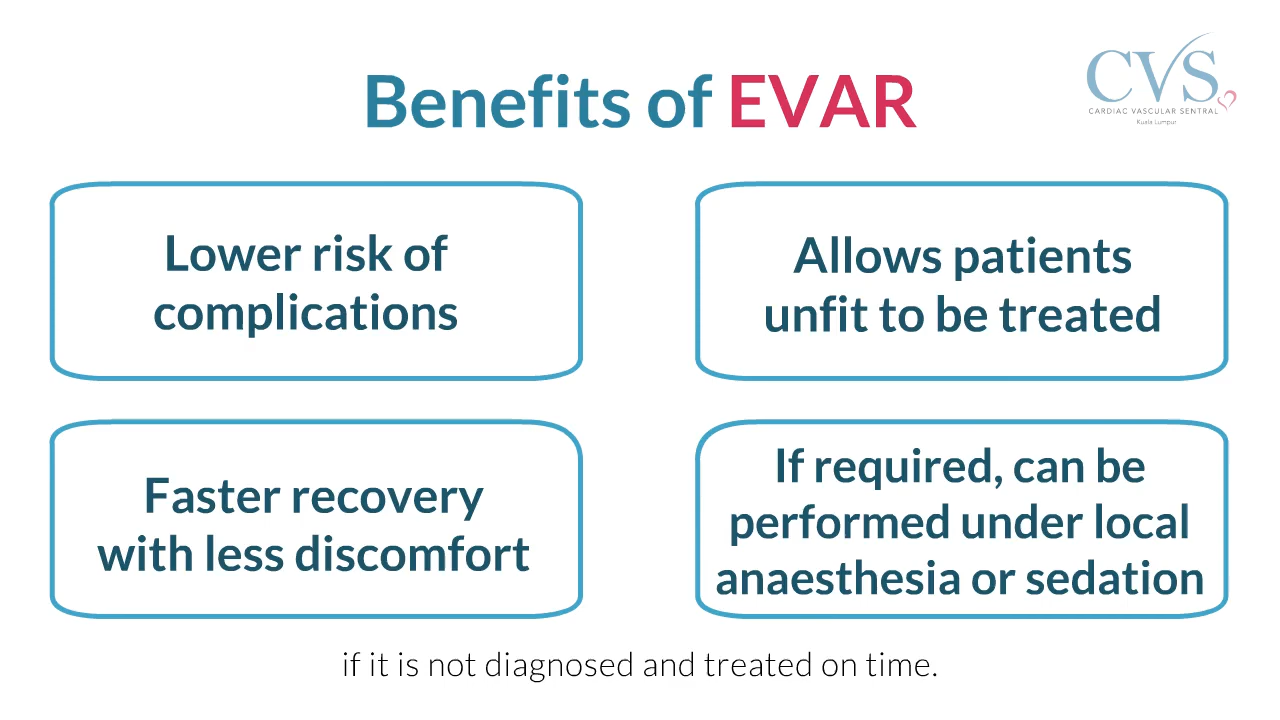 Benefits of EVAR
CVS
CARDIAC VASCULAR SENTRAL
Kuala Lumpur
Lower risk of
complications
Allows patients
unfit to be treated
Faster recovery
with less discomfort
If required, can be
performed under local
anaesthesia or sedation
if it is not diagnosed and treated on time.